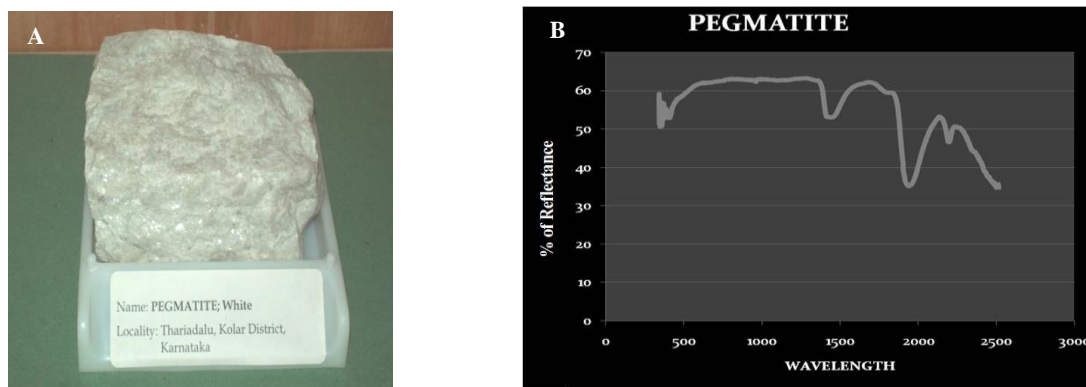 A
Name: PEGMATITE; White
Locality: Thariadalu, Kolar District,
Karnataka
B
PEGMATITE
% of Reflectance
70
60
50
40
30
20
10
0
0 500 1000 1500 2000 2500 3000
WAVELENGTH